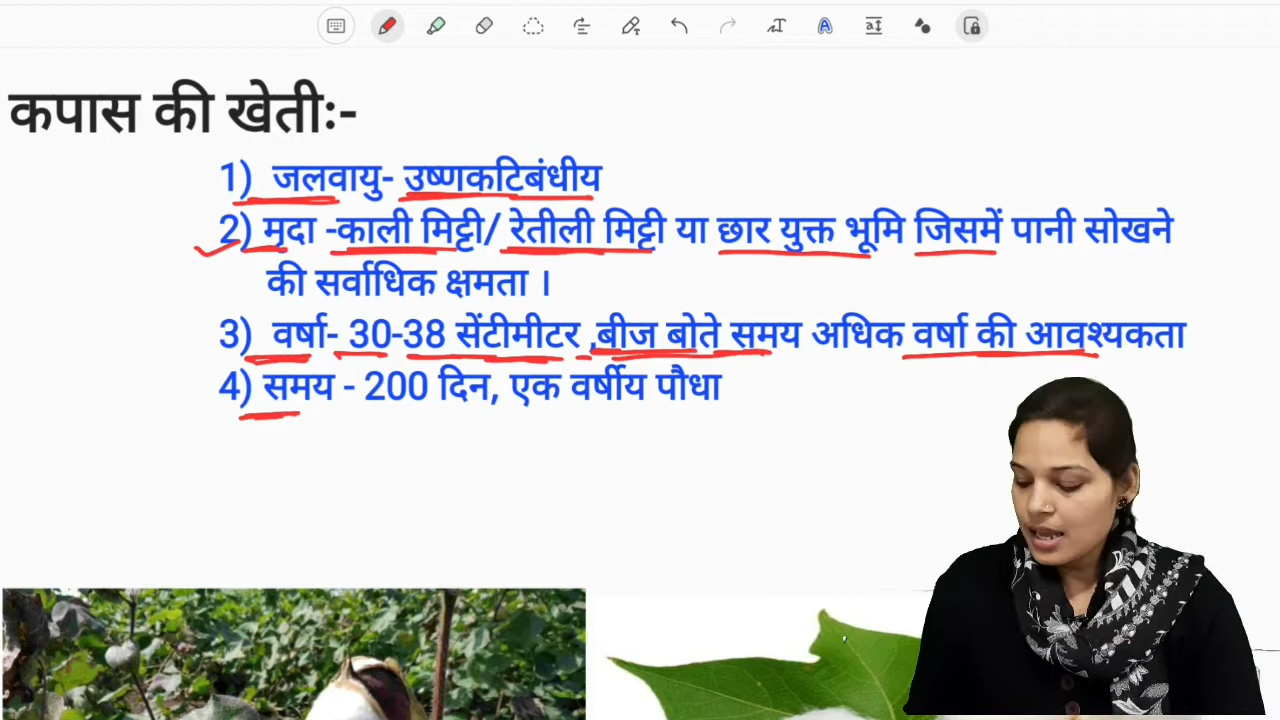 कपास की खेतीः-
1) जलवायु- उष्णकटिबंधीय
2) मृदा -काली मिट्टी/ रेतीली मिट्टी या छार युक्त भूमि जिसमें पानी सोखने
की सर्वाधिक क्षमता ।
3) वर्षा- 30-38 सेंटीमीटर ,बीज बोते समय अधिक वर्षा की आवश्यकता
4) समय - 200 दिन, एक वर्षीय पौधा